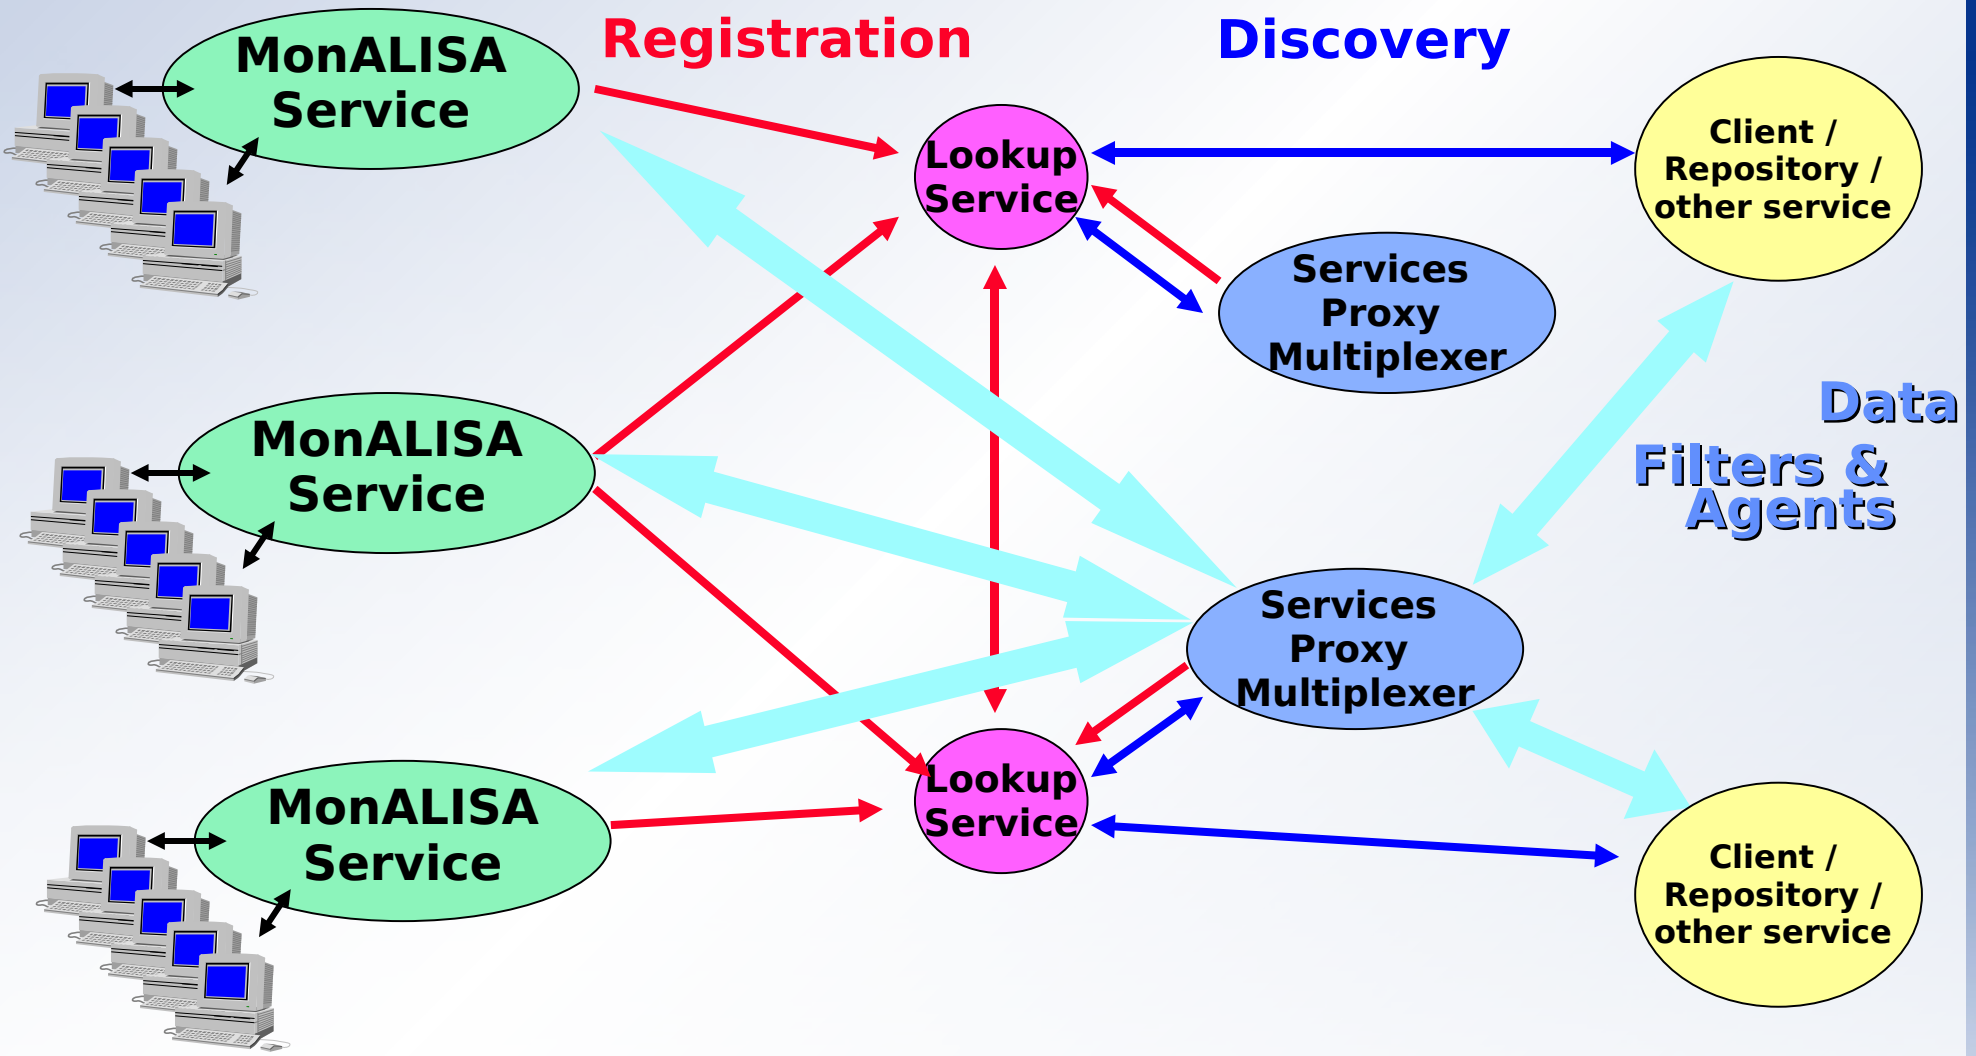 Registration
Discovery
MonALISA
Service
Lookup
Service
Client /
Repository /
other service
Services
Proxy
Multiplexer
Data
Filters &
Agents
MonALISA
Service
Services
Proxy
Multiplexer
MonALISA
Service
Lookup
Service
Client /
Repository /
other service